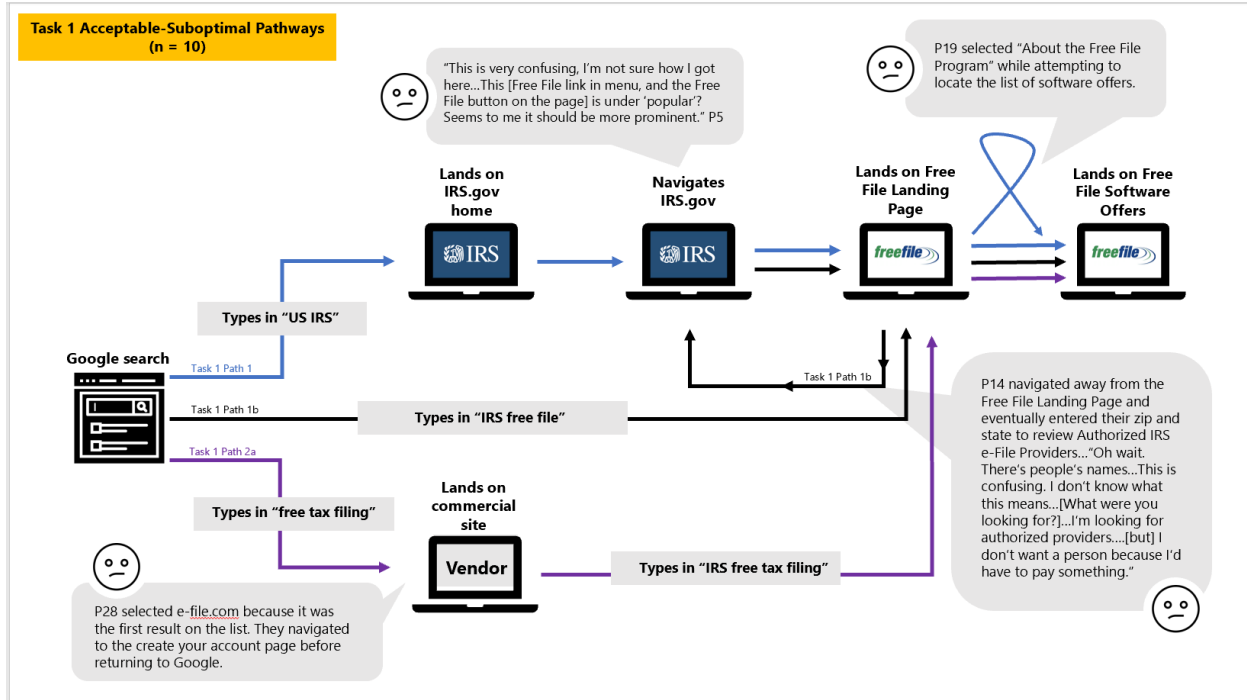 Task 1 Acceptable-Suboptimal Pathways
(n = 10)
“This is very confusing, I’m not sure how I got
here...This [Free File link in menu, and the Free
File button on the page] is under ‘popular’?
Seems to me it should be more prominent.” P5
P19 selected “About the Free File
Program” while attempting to
locate the list of software offers.
Lands on
IRS.gov
home
Navigates
IRS.gov
Lands on Free
File Landing
Page
Lands on Free
File Software
Offers
IRS
IRS
freefile
freefile
Types in “US IRS”
Google search
Task 1 Path 1
Task 1 Path 1b
Task 1 Path 1b
Types in “IRS free file”
Task 1 Path 2a
Types in “free tax filing”
Lands on
commercial
site
Vendor
Types in “IRS free tax filing”
P14 navigated away from the
Free File Landing Page and
eventually entered their zip and
state to review Authorized IRS
e-File Providers...“Oh wait.
There’s people’s names...This is
confusing. I don’t know what
this means...[What were you
looking for?]...I’m looking for
authorized providers....[but] I
don’t want a person because I’d
have to pay something.”
P28 selected e-file.com because it was
the first result on the list. They navigated
to the create your account page before
returning to Google.